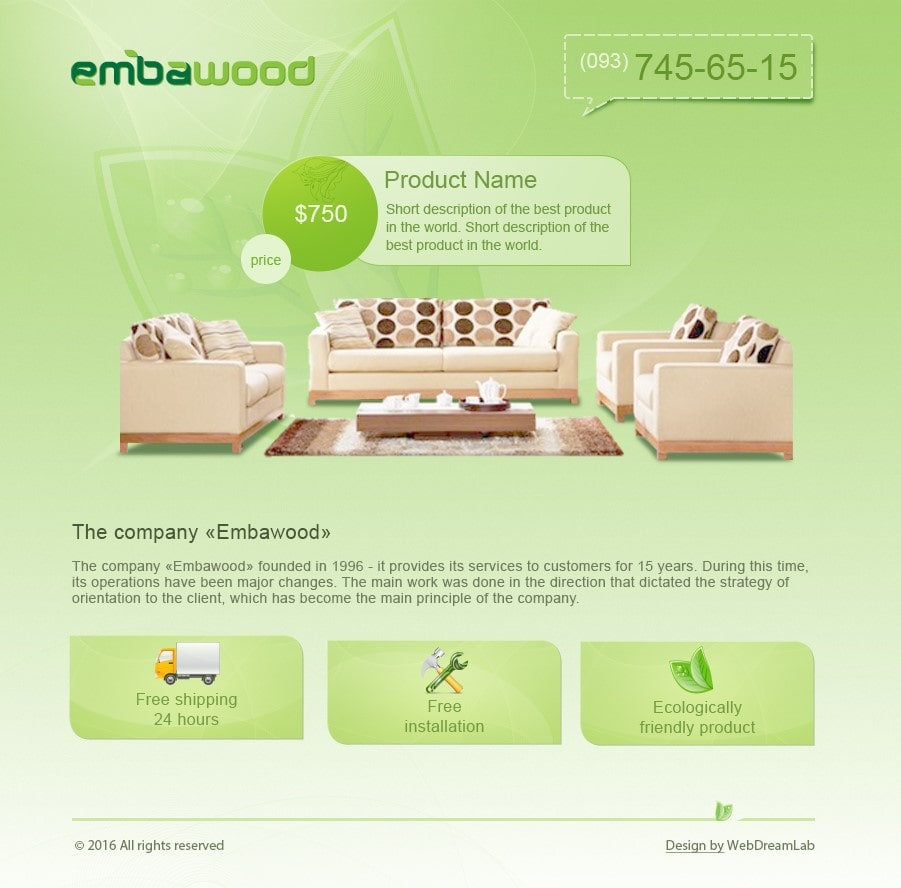 embawood
(093) 745-65-15
Product Name
$750
Short description of the best product
in the world. Short description of the
best product in the world.
price
The company «Embawood»
The company «Embawood» founded in 1996 - it provides its services to customers for 15 years. During this time,
its operations have been major changes. The main work was done in the direction that dictated the strategy of
orientation to the client, which has become the main principle of the company.
Free shipping
24 hours
Free
installation
Ecologically
friendly product
© 2016 All rights reserved
Design by WebDreamLab